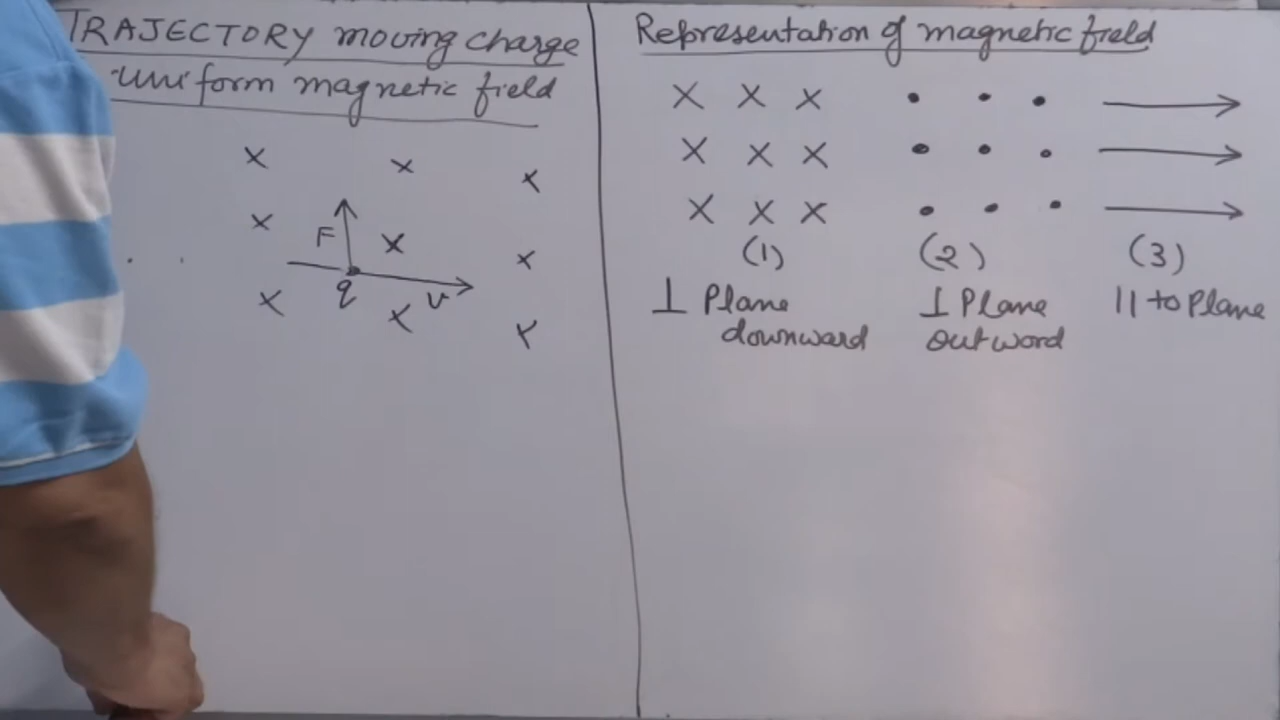 TRAJECTORY moving charge
uniform magnetic field
X X X
X X X
F
q v
X X X
Representation of magnetic field
X X X
X X X
X X X
(1) (2) (3)
⊥ Plane downward
⊥ Plane outword
|| to Plane